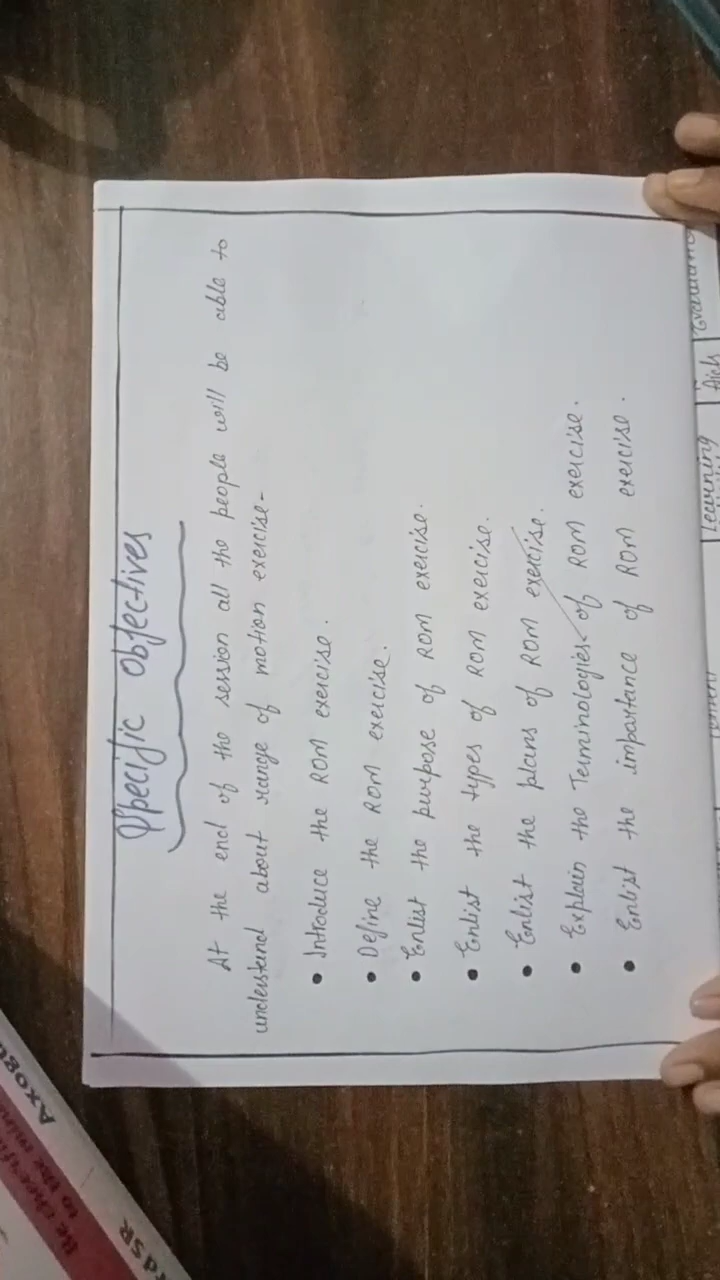 Specific Objectives
At the end of the session all the people will be able to
understand about range of motion exercise-
• Introduce the ROM exercise.
• Define the ROM exercise.
• Enlist the purpose of ROM exercise.
• Enlist the types of ROM exercise.
• Enlist the plans of ROM exercise.
• Explain the Terminologies of ROM exercise.
• Enlist the importance of ROM exercise.
Learning